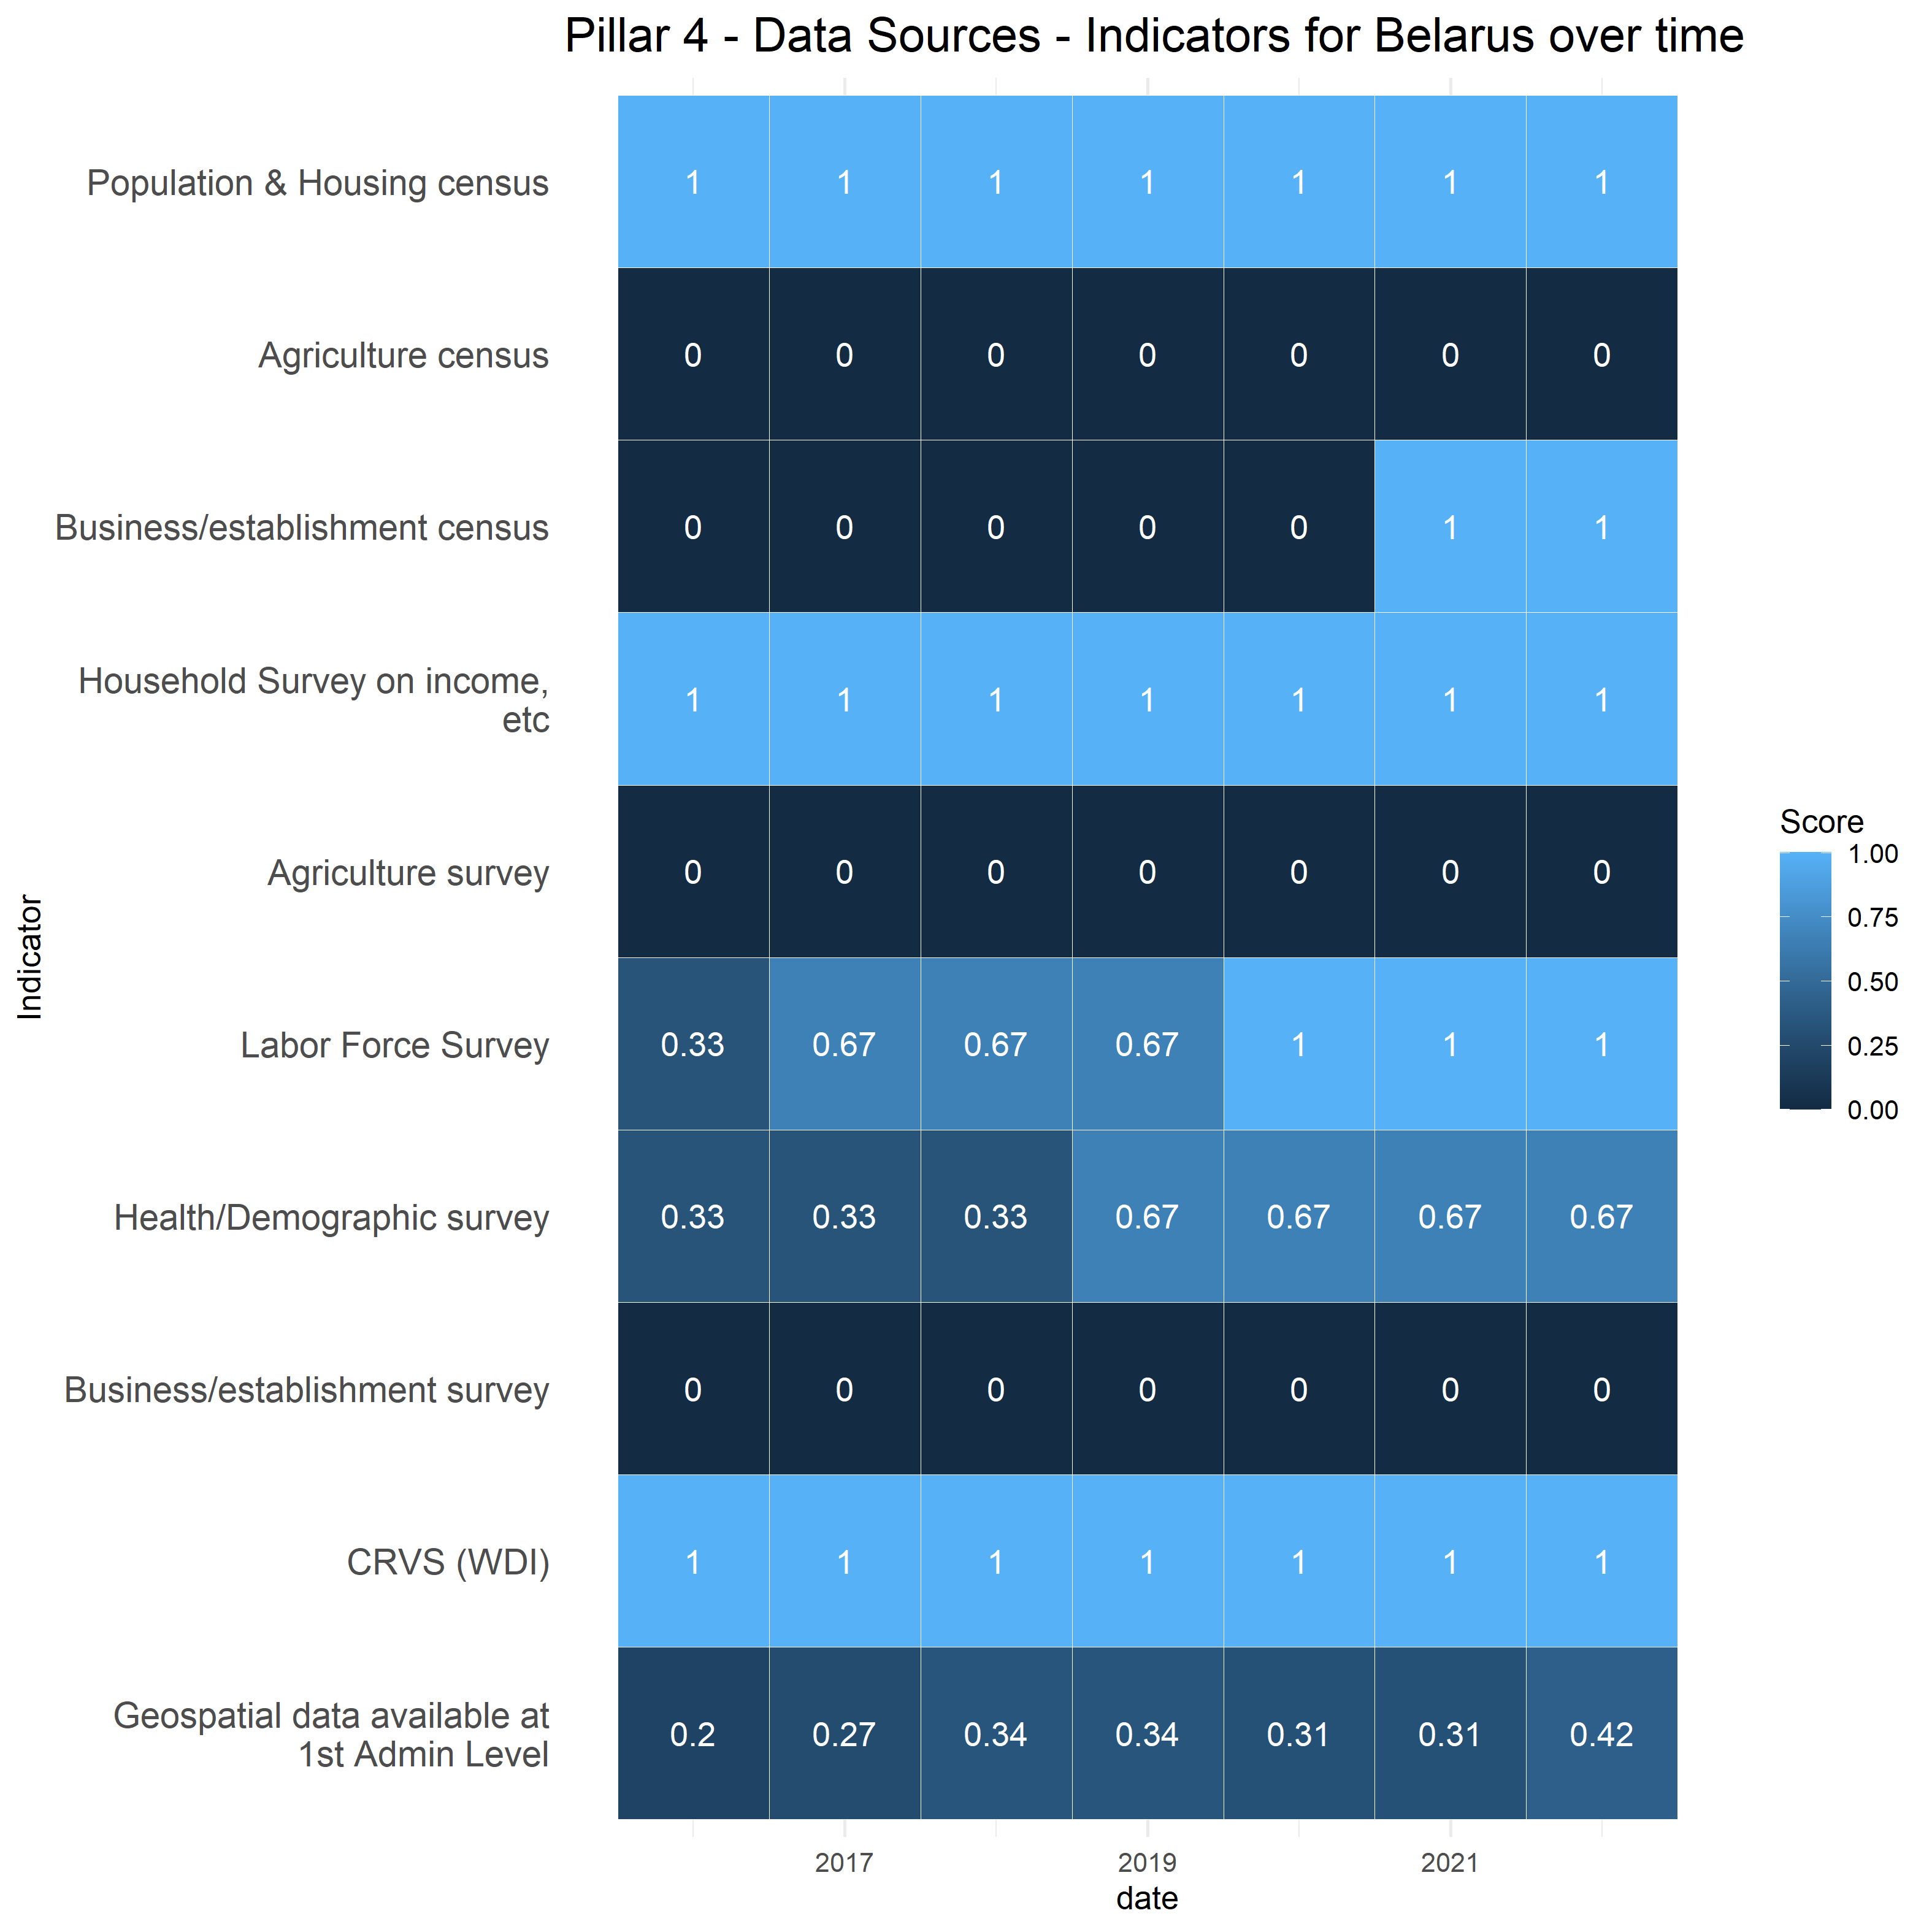 Pillar 4 - Data Sources - Indicators for Belarus over time
Population & Housing census
1 1 1 1 1 1 1
Agriculture census
0 0 0 0 0 0 0
Business/establishment census
0 0 0 0 0 1 1
Household Survey on income,
etc
1 1 1 1 1 1 1
Agriculture survey
0 0 0 0 0 0 0
Labor Force Survey
0.33 0.67 0.67 0.67 1 1 1
Health/Demographic survey
0.33 0.33 0.33 0.67 0.67 0.67 0.67
Business/establishment survey
0 0 0 0 0 0 0
CRVS (WDI)
1 1 1 1 1 1 1
Geospatial data available at
1st Admin Level
0.2 0.27 0.34 0.34 0.31 0.31 0.42
2017 2019 2021
date
Indicator
Score
1.00
0.75
0.50
0.25
0.00